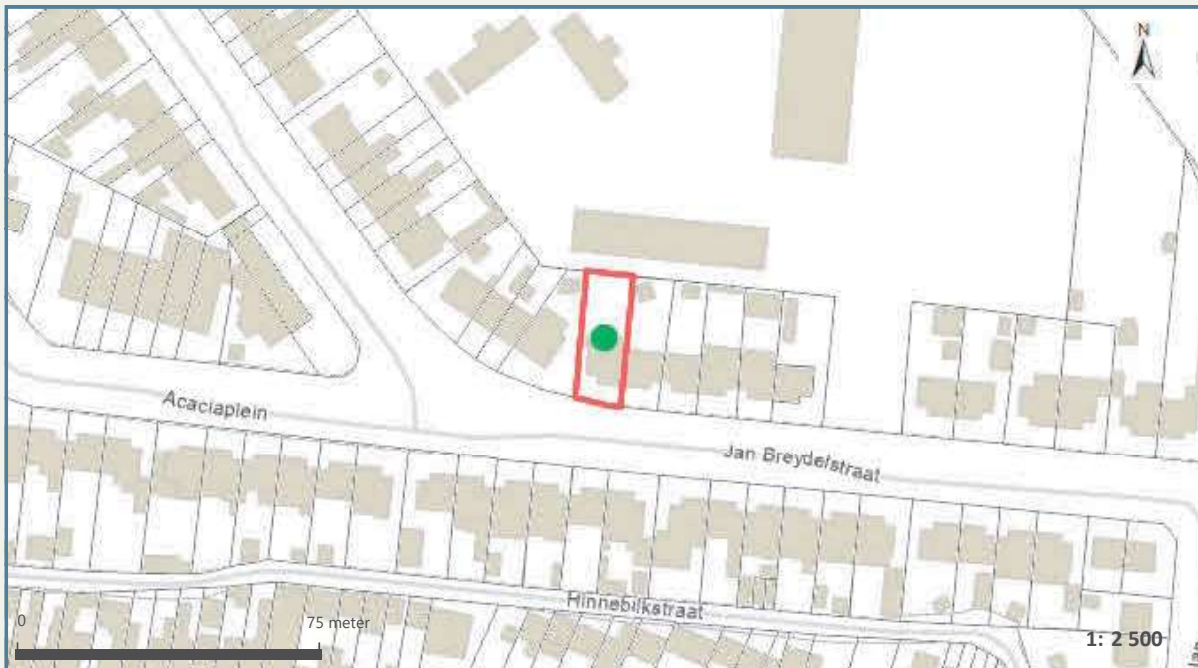 N
Acaciaplein
Jan Breydelstraat
Hinnebilkstraat
0
75 meter
1: 2 500